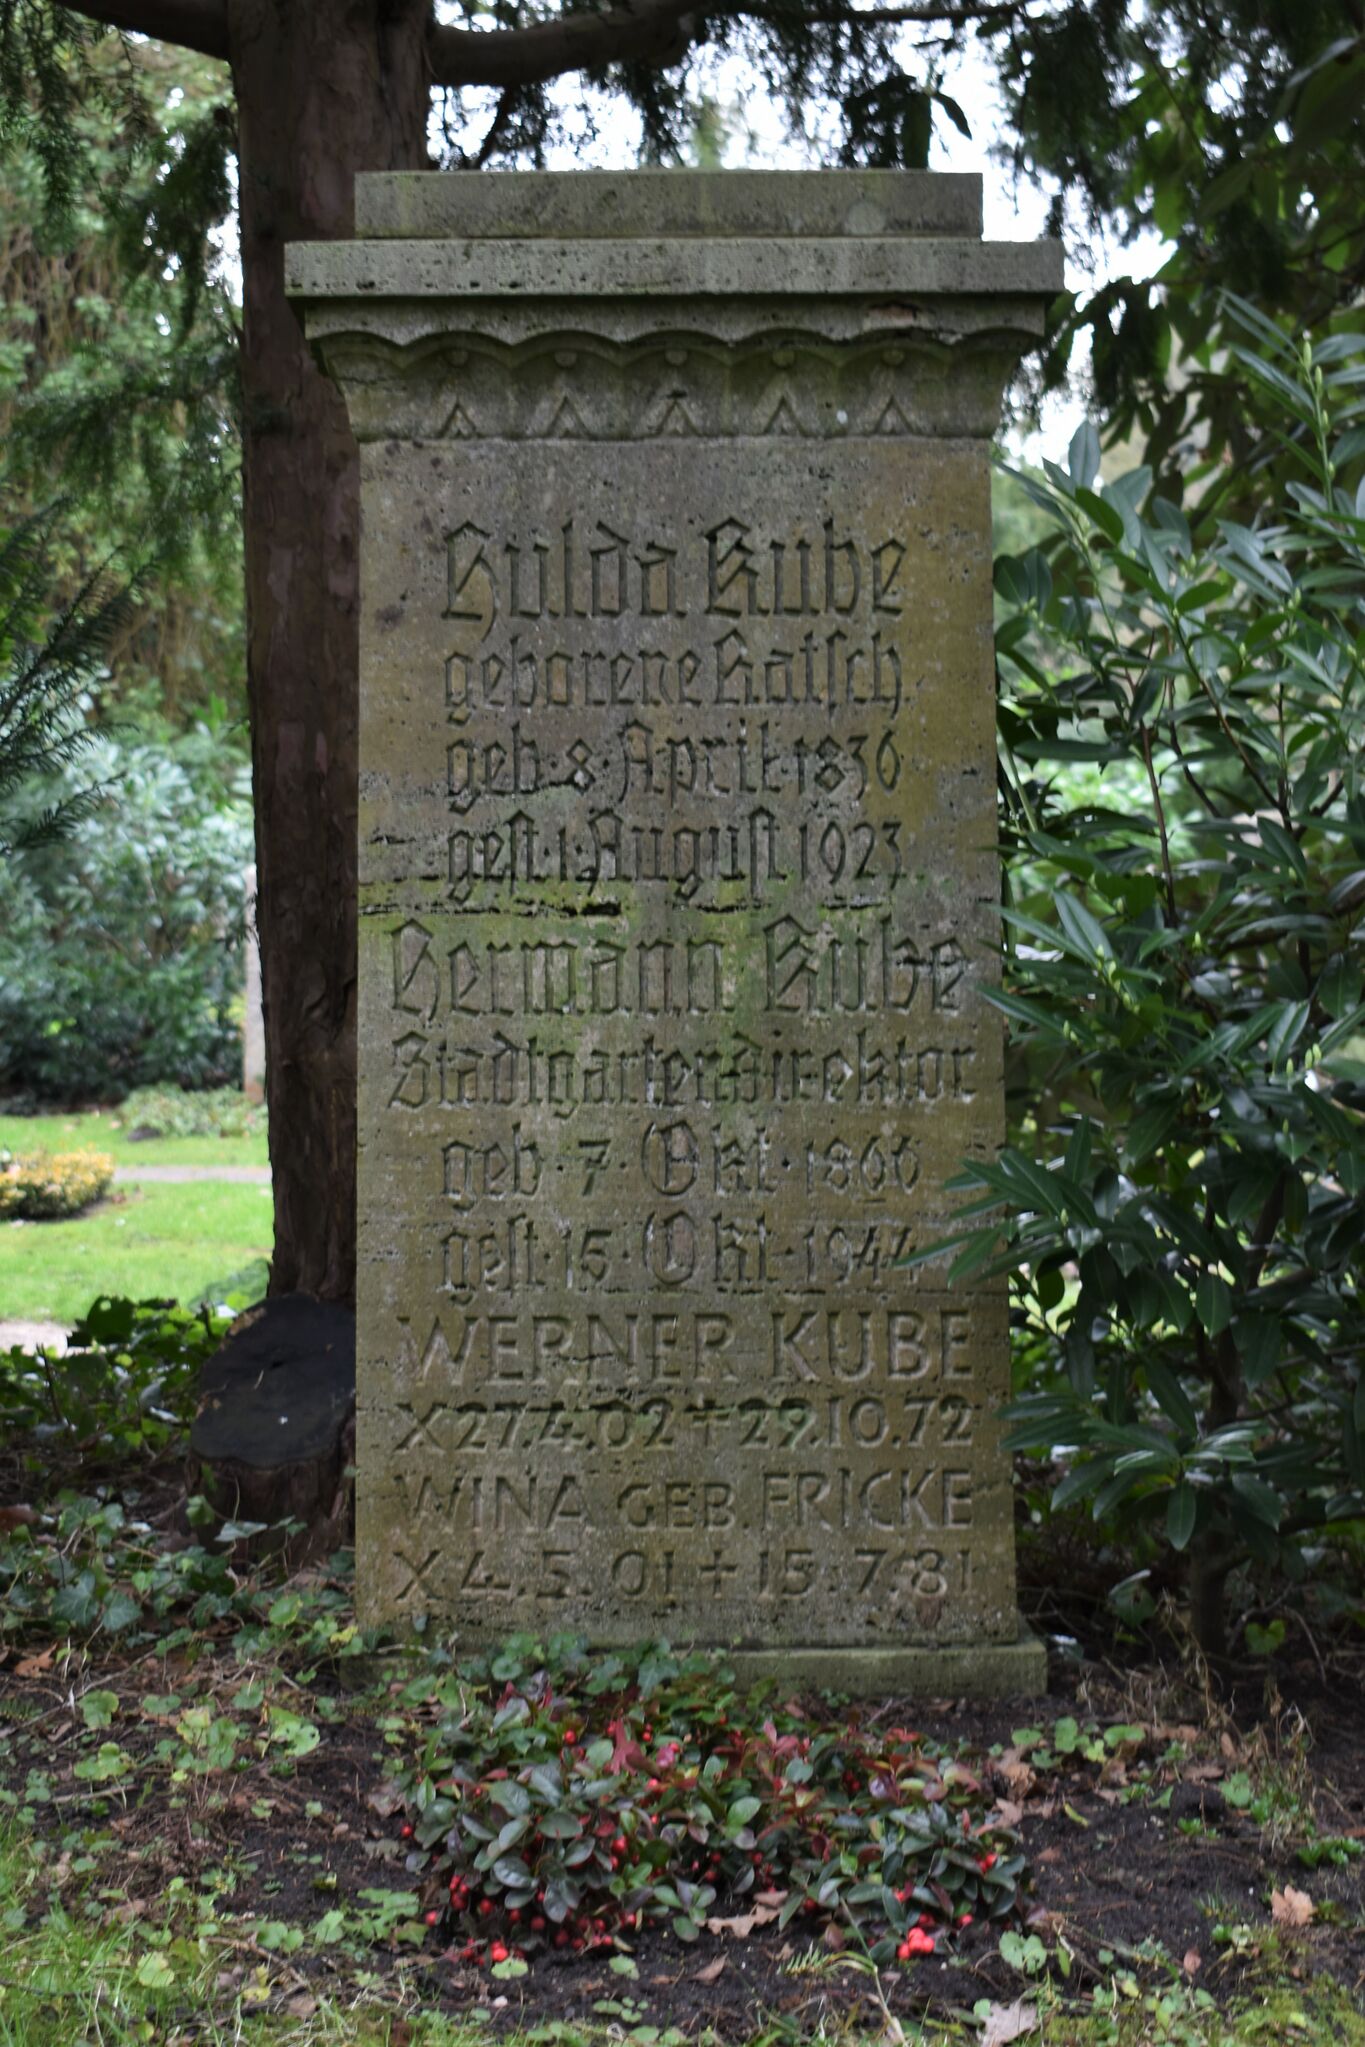 Hulda Kube
geborene Katsch
geb · 8 · April · 1836
gest · 1 · August 1923
Hermann Kube
Stadtgartendirektor
geb · 7 · Okt · 1866
gest · 15 · Okt · 1944
WERNER KUBE
X 27.4.02 + 29.10.72
WINA GEB. FRICKE
X. 4. 5. 01 + 15. 7. 81